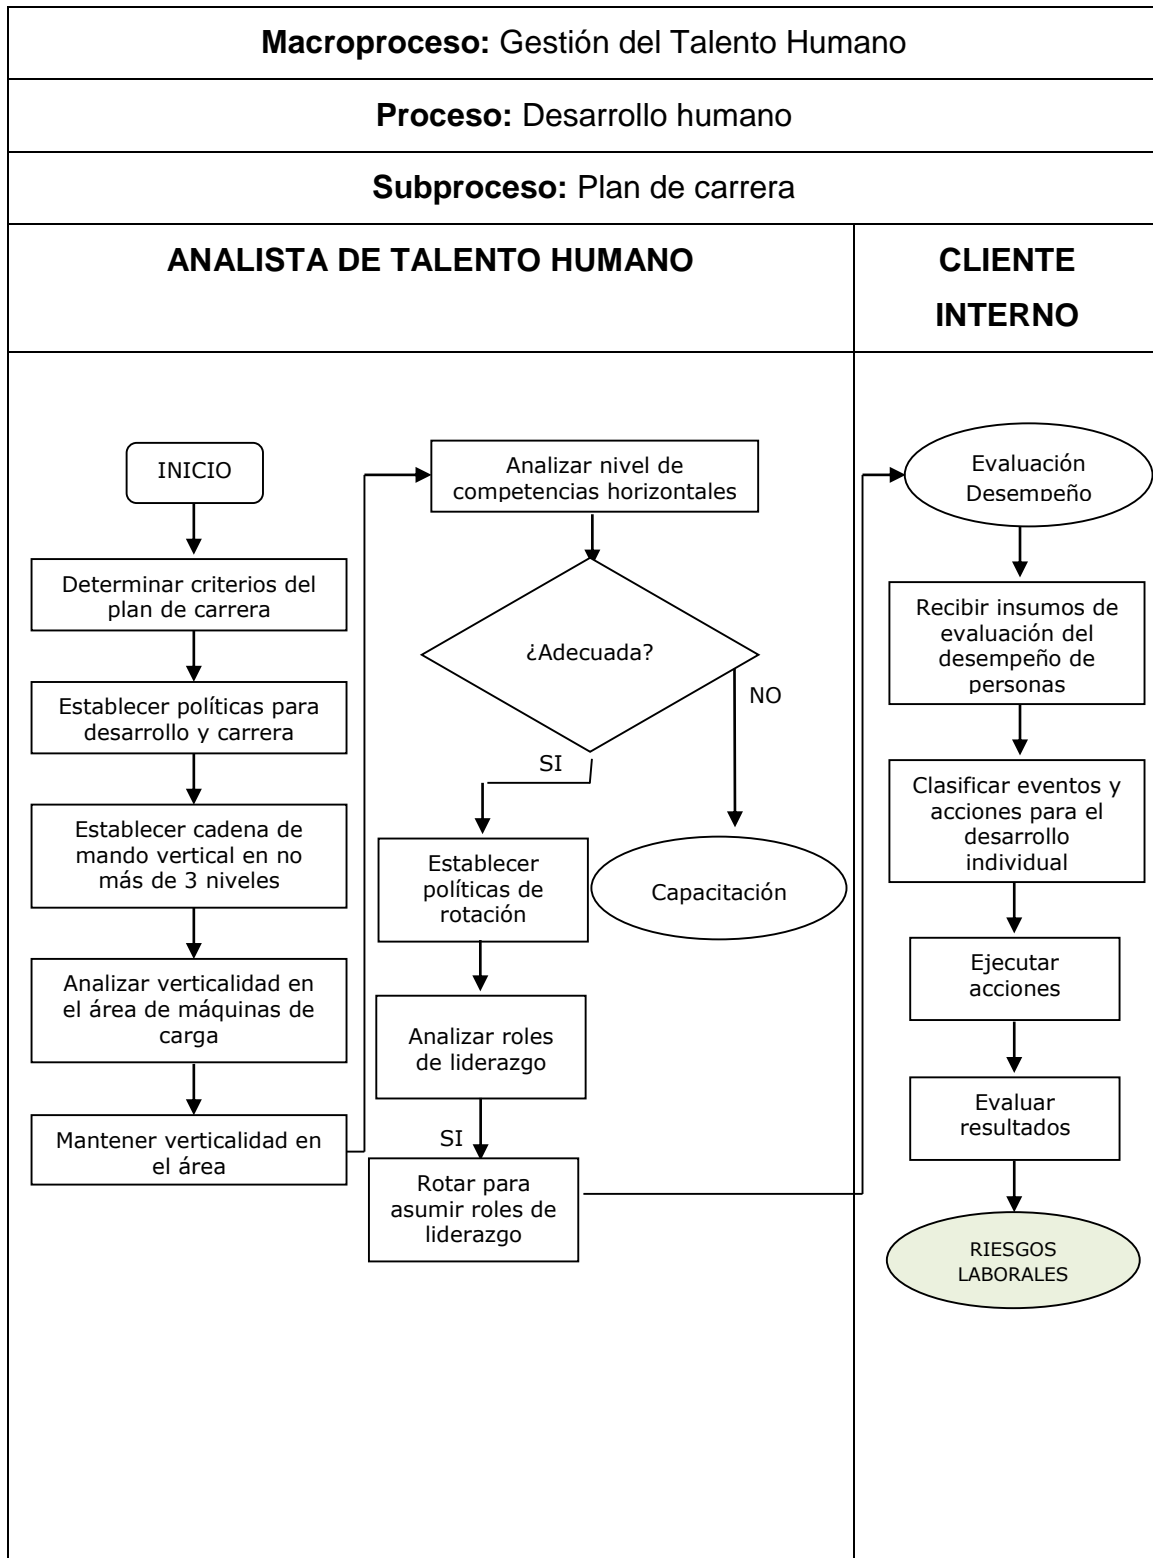 Macroproceso: Gestión del Talento Humano
Proceso: Desarrollo humano
Subproceso: Plan de carrera
ANALISTA DE TALENTO HUMANO
CLIENTE
INTERNO
INICIO
Determinar criterios del
plan de carrera
Establecer políticas para
desarrollo y carrera
Establecer cadena de
mando vertical en no
más de 3 niveles
Analizar verticalidad en
el área de máquinas de
carga
Mantener verticalidad en
el área
Analizar nivel de
competencias horizontales
¿Adecuada?
NO
SI
Establecer
políticas de
rotación
Capacitación
Analizar roles
de liderazgo
SI
Rotar para
asumir roles de
liderazgo
Evaluación
Desempeño
Recibir insumos de
evaluación del
desempeño de
personas
Clasificar eventos y
acciones para el
desarrollo
individual
Ejecutar
acciones
Evaluar
resultados
RIESGOS
LABORALES